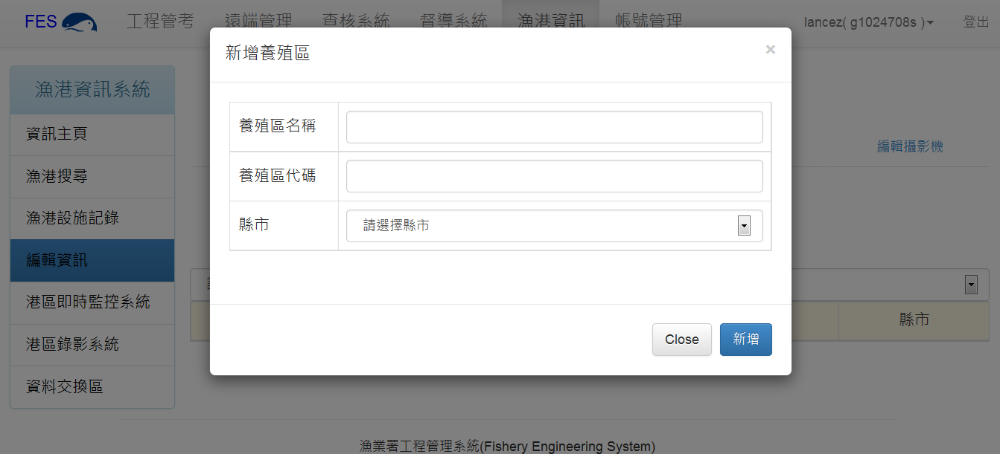 FES
工程管考 遠端管理 查核系統 督導系統 漁港資訊 帳號管理 lancez( g1024708s ) 登出
新增養殖區 ×
漁港資訊系統
資訊主頁
漁港搜尋
漁港設施記錄
編輯資訊
港區即時監控系統
港區錄影系統
資料交換區
編輯攝影機
養殖區名稱
養殖區代碼
縣市 請選擇縣市
縣市
Close 新增
漁業署工程管理系統(Fishery Engineering System)